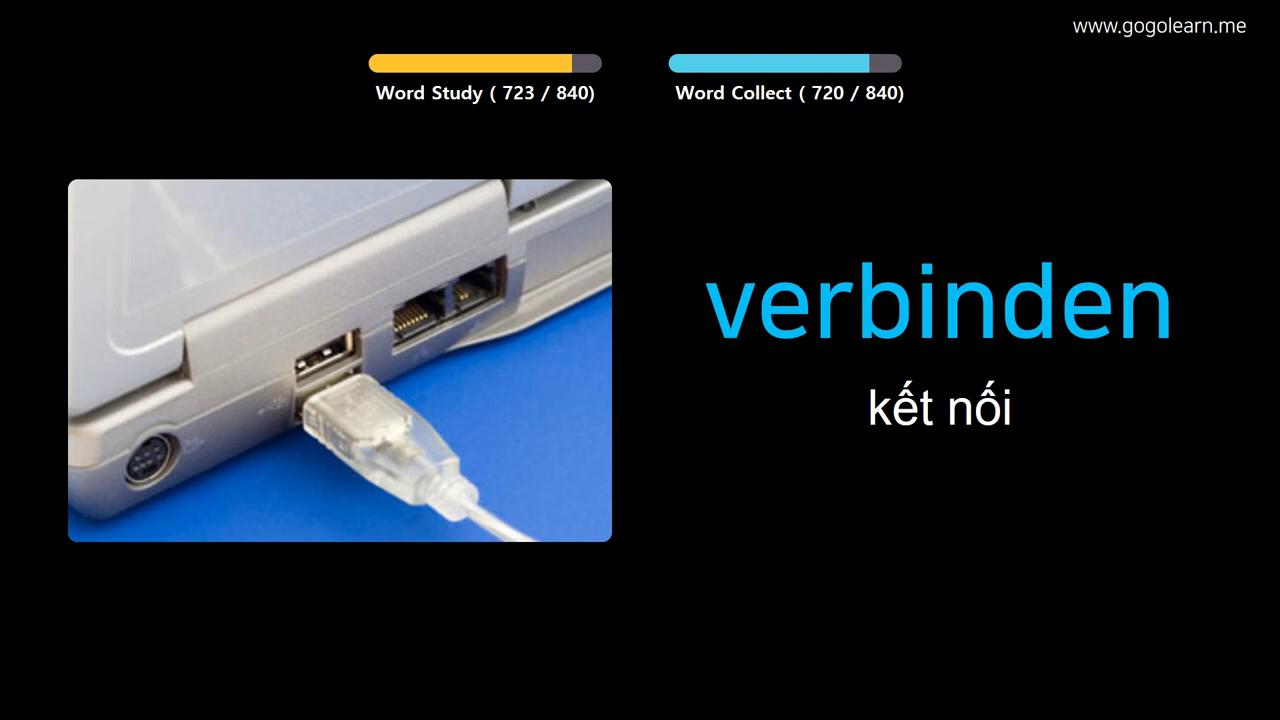 www.gogolearn.me
Word Study ( 723 / 840)
Word Collect ( 720 / 840)
verbinden
kết nối